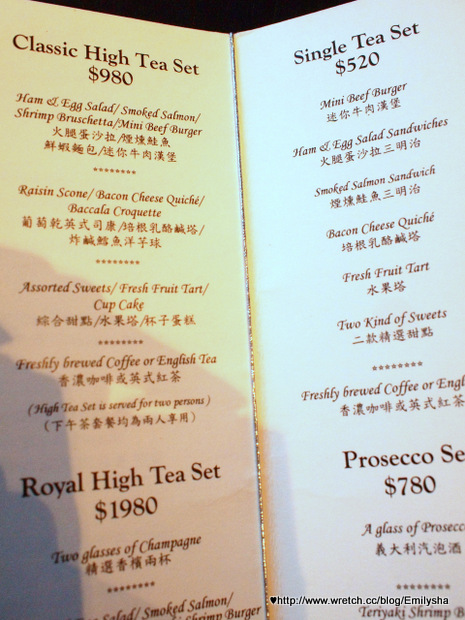 Classic High Tea Set
$980
Ham & Egg Salad/ Smoked Salmon/
Shrimp Bruschetta/Mini Beef Burger
火腿蛋沙拉/煙燻鮭魚
鮮蝦麵包/迷你牛肉漢堡
********
Raisin Scone/ Bacon Cheese Quiché/
Baccala Croquette
葡萄乾英式司康/培根乳酪鹹塔/
炸鹹鱈魚洋芋球
********
Assorted Sweets/ Fresh Fruit Tart/
Cup Cake
綜合甜點/水果塔/杯子蛋糕
********
Freshly brewed Coffee or English Tea
香濃咖啡或英式紅茶
(High Tea Set is served for two persons)
(下午茶套餐均為兩人享用)
Royal High Tea Set
$1980
Two glasses of Champagne
精選香檳兩杯
********
Salad/ Smoked Salmon/
Burger
Single Tea Set
$520
Mini Beef Burger
迷你牛肉漢堡
Ham & Egg Salad Sandwiches
火腿蛋沙拉三明治
Smoked Salmon Sandwich
煙燻鮭魚三明治
Bacon Cheese Quiché
培根乳酪鹹塔
Fresh Fruit Tart
水果塔
Two Kind of Sweets
二款精選甜點
********
Freshly brewed Coffee or Engl
香濃咖啡或英式紅茶
Prosecco Se
$780
A glass of Prosecc
義大利汽泡酒
********
Teriyaki Shrimp B
♥http://www.wretch.cc/blog/Emilysha